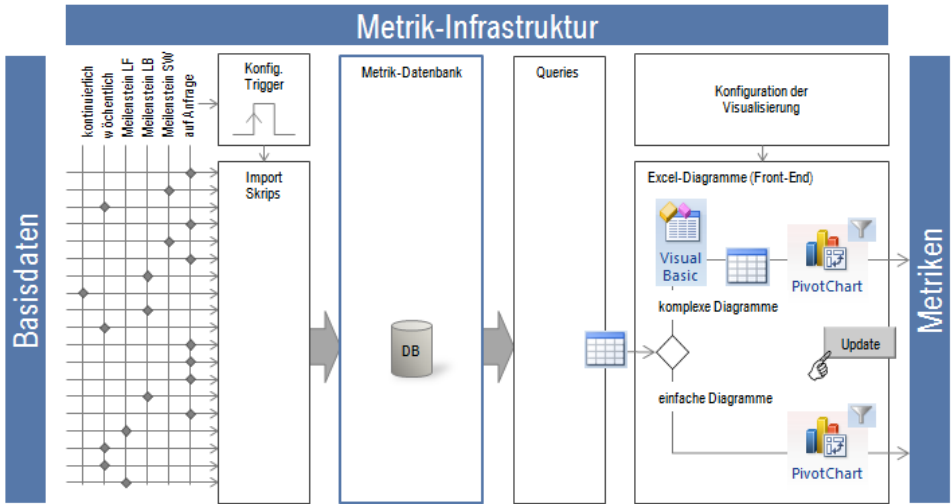 Metrik-Infrastruktur
Basisdaten
kontinuierlich
wöchentlich
Meilenstein LF
Meilenstein LB
Meilenstein SW
auf Anfrage
Konfig.
Trigger
Import
Skrips
Metrik-Datenbank
DB
Queries
Konfiguration der
Visualisierung
Excel-Diagramme (Front-End)
Visual
Basic
PivotChart
komplexe Diagramme
Update
einfache Diagramme
PivotChart
Metriken